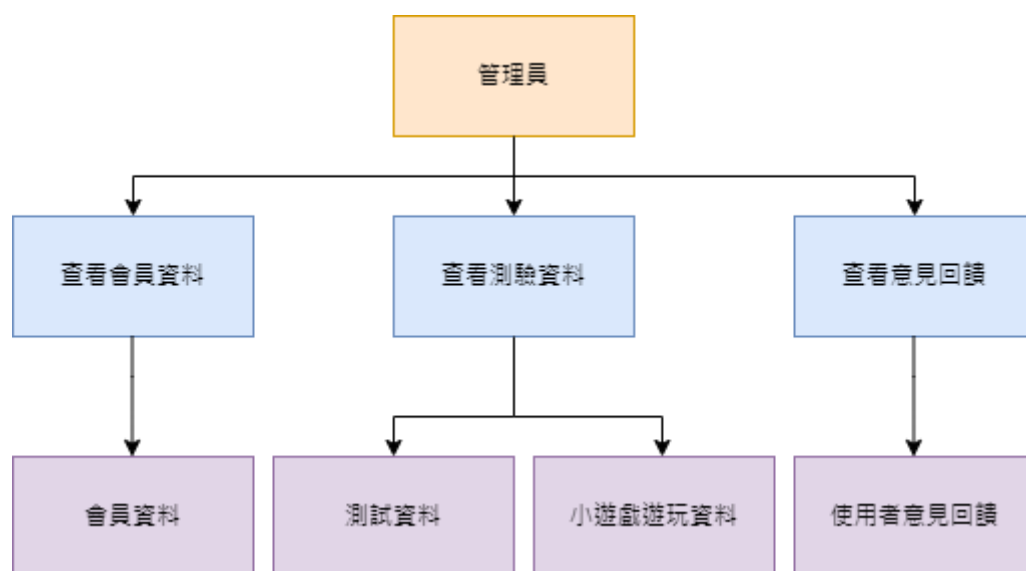 管理員
查看會員資料
查看測驗資料
查看意見回饋
會員資料
測試資料
小遊戲遊玩資料
使用者意見回饋